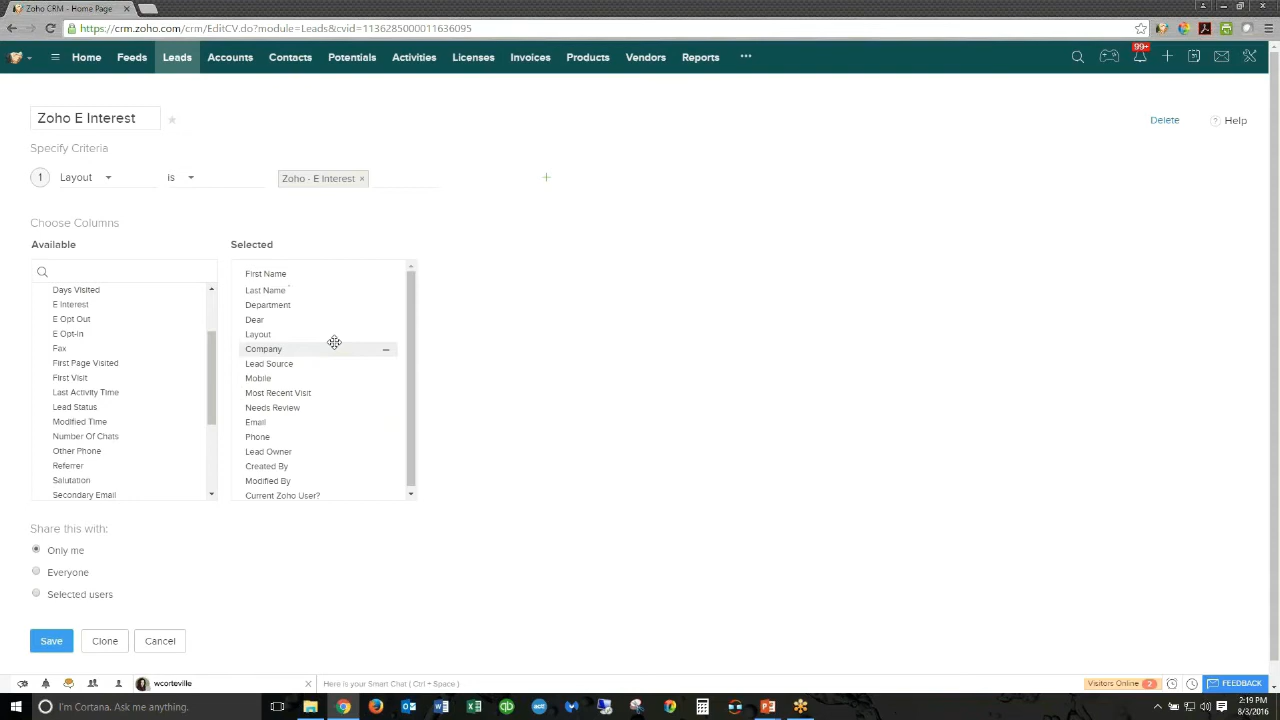 Zoho CRM - Home Page
https://crm.zoho.com/crm/EditCV.do?module=Leads&cvid=1136285000011636095
Home Feeds Leads Accounts Contacts Potentials Activities Licenses Invoices Products Vendors Reports ••• 99+
Zoho E Interest
Delete ? Help
Specify Criteria
1 Layout is Zoho - E Interest × +
Choose Columns
Available
Days Visited
E Interest
E Opt Out
E Opt-in
Fax
First Page Visited
First Visit
Last Activity Time
Lead Status
Modified Time
Number Of Chats
Other Phone
Referrer
Salutation
Secondary Email
Selected
First Name
Last Name *
Department
Dear
Layout
Company
Lead Source
Mobile
Most Recent Visit
Needs Review
Email
Phone
Lead Owner
Created By
Modified By
Current Zoho User?
Share this with:
Only me
Everyone
Selected users
Save Clone Cancel
wcorteville
Here is your Smart Chat ( Ctrl + Space )
Visitors Online 2
FEEDBACK
I'm Cortana. Ask me anything.
act!
2:19 PM
8/3/2016